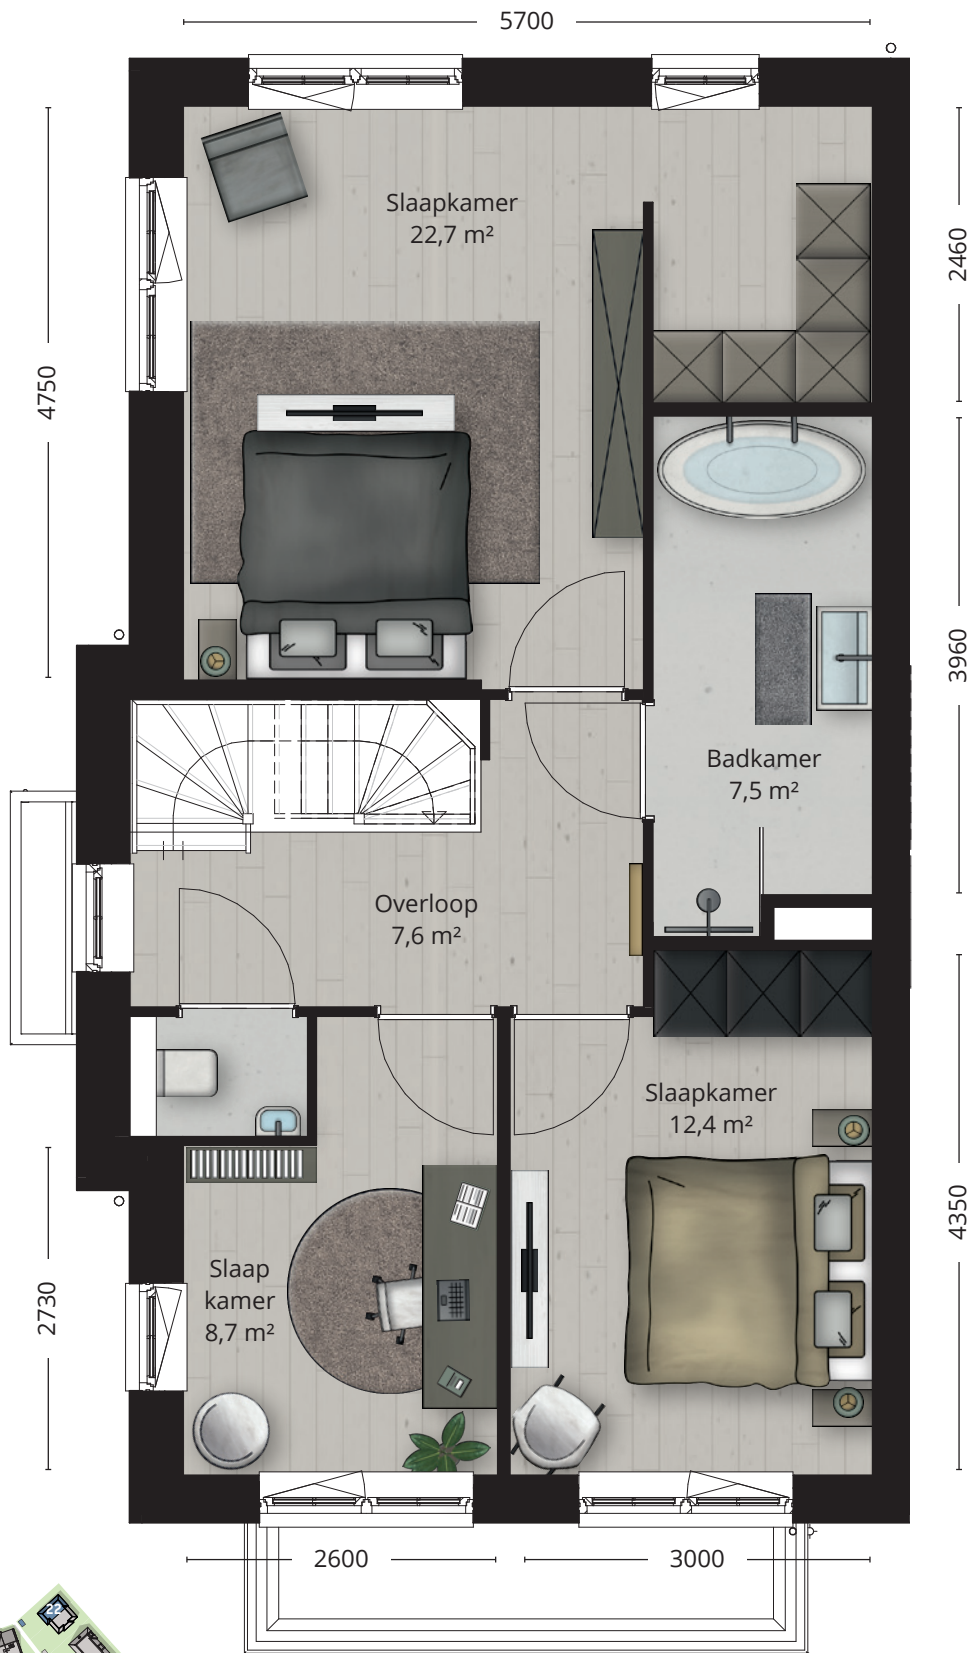 5700
Slaapkamer
22,7 m²
2460
4750
3960
Badkamer
7,5 m²
Overloop
7,6 m²
Slaapkamer
12,4 m²
4350
Slaap
kamer
8,7 m²
2730
2600
3000
22